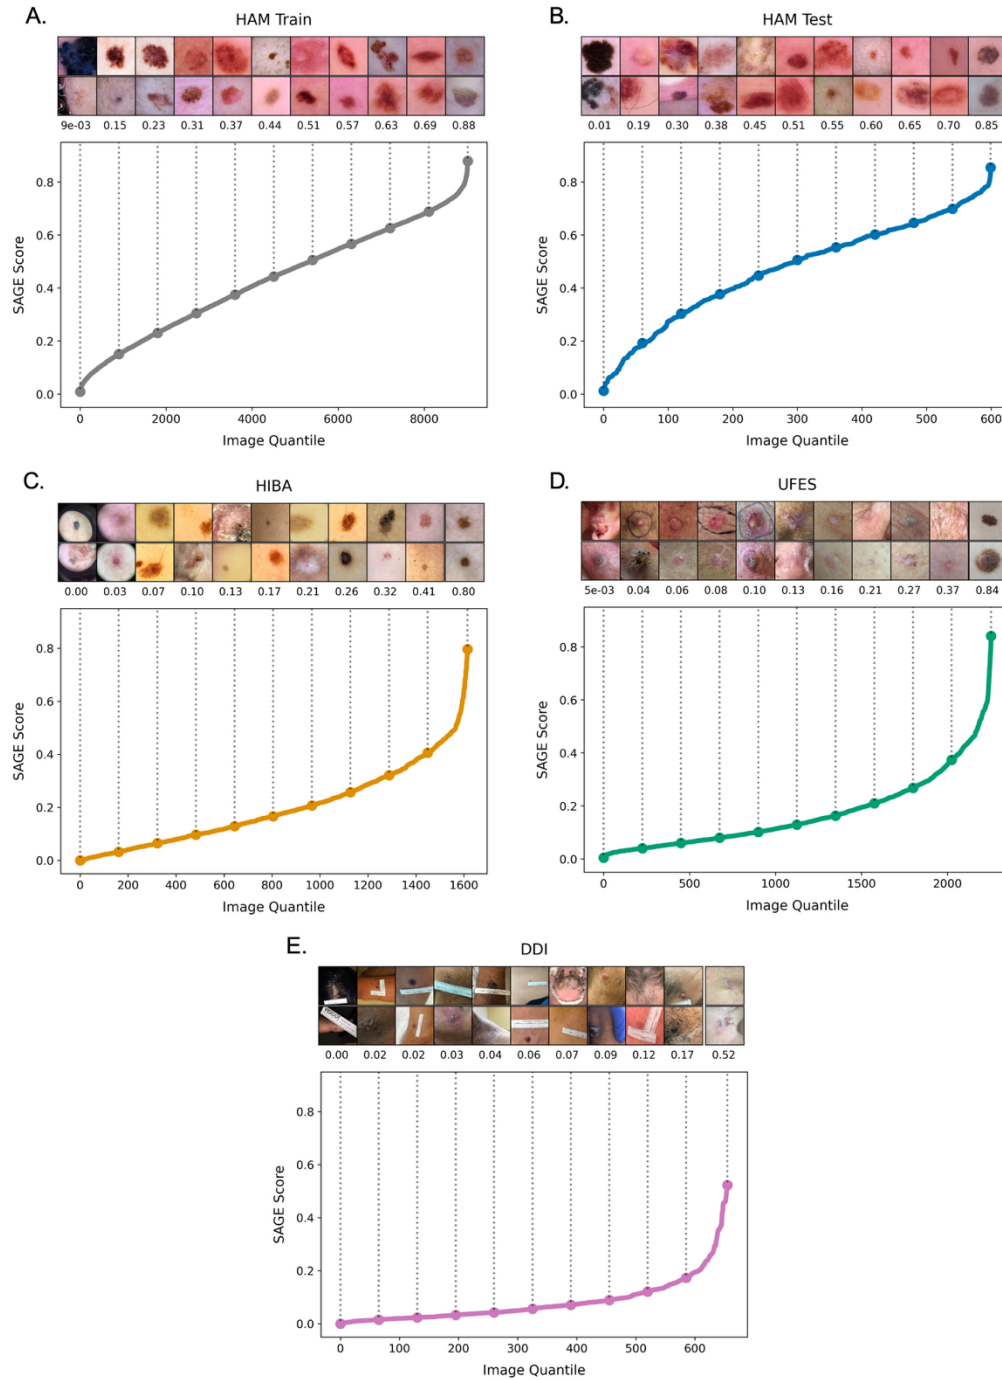 A.
HAM Train
9e-03 0.15 0.23 0.31 0.37 0.44 0.51 0.57 0.63 0.69 0.88
SAGE Score
0.8
0.6
0.4
0.2
0.0
0 2000 4000 6000 8000
Image Quantile
B.
HAM Test
0.01 0.19 0.30 0.38 0.45 0.51 0.55 0.60 0.65 0.70 0.85
SAGE Score
0.8
0.6
0.4
0.2
0.0
0 100 200 300 400 500 600
Image Quantile
C.
HIBA
0.00 0.03 0.07 0.10 0.13 0.17 0.21 0.26 0.32 0.41 0.80
SAGE Score
0.8
0.6
0.4
0.2
0.0
0 200 400 600 800 1000 1200 1400 1600
Image Quantile
D.
UFES
5e-03 0.04 0.06 0.08 0.10 0.13 0.16 0.21 0.27 0.37 0.84
SAGE Score
0.8
0.6
0.4
0.2
0.0
0 500 1000 1500 2000
Image Quantile
E.
DDI
0.00 0.02 0.02 0.03 0.04 0.06 0.07 0.09 0.12 0.17 0.52
SAGE Score
0.8
0.6
0.4
0.2
0.0
0 100 200 300 400 500 600
Image Quantile